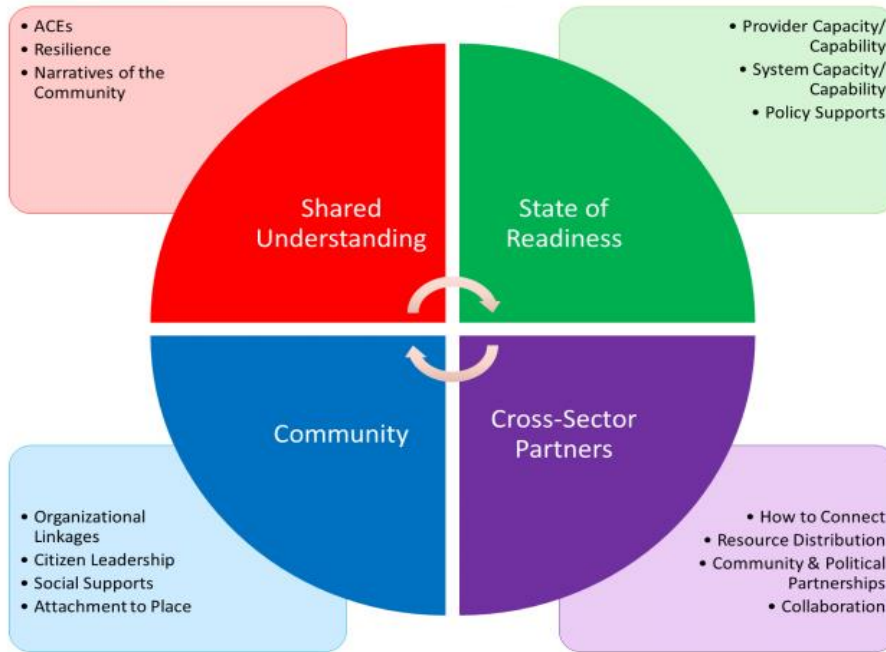 • ACEs
• Resilience
• Narratives of the
Community
• Provider Capacity/
Capability
• System Capacity/
Capability
• Policy Supports
Shared
Understanding
State of
Readiness
Community
Cross-Sector
Partners
• Organizational
Linkages
• Citizen Leadership
• Social Supports
• Attachment to Place
• How to Connect
• Resource Distribution
• Community & Political
Partnerships
• Collaboration